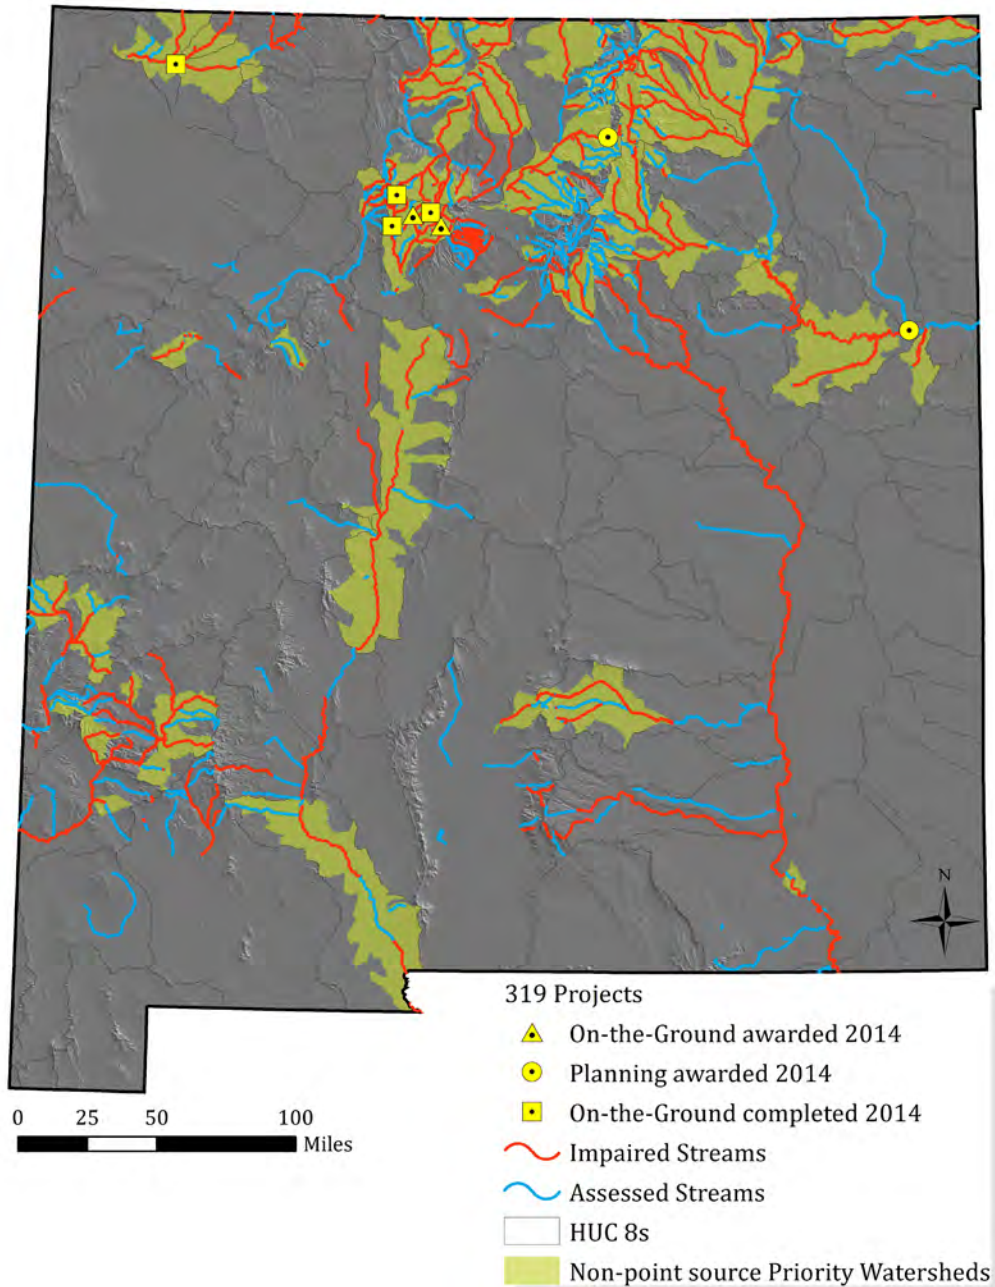 N
319 Projects
On-the-Ground awarded 2014
Planning awarded 2014
On-the-Ground completed 2014
0 25 50 100
Miles
Impaired Streams
Assessed Streams
HUC 8s
Non-point source Priority Watersheds